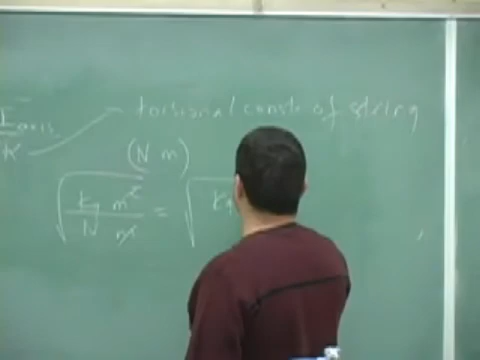 I axis
torsional const. of string
K
(N m)
√ kg m² / N m = √ kg